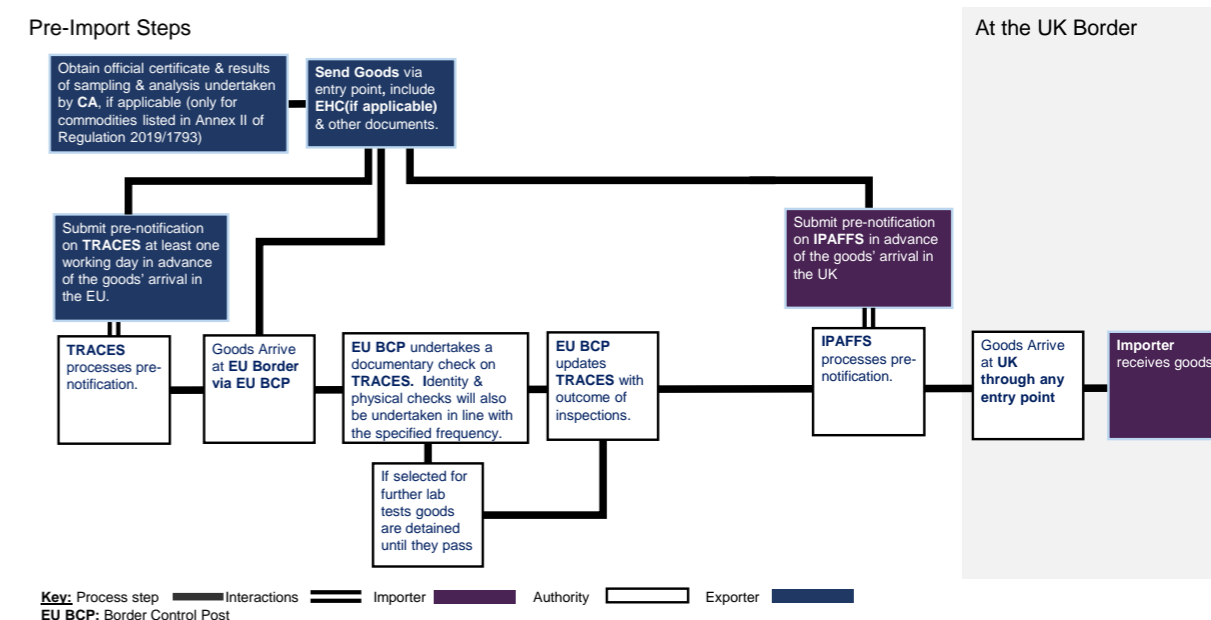 Pre-Import Steps
At the UK Border
Obtain official certificate & results
of sampling & analysis undertaken
by CA, if applicable (only for
commodities listed in Annex II of
Regulation 2019/1793)
Send Goods via
entry point, include
EHC(if applicable)
& other documents.
Submit pre-notification
on TRACES at least one
working day in advance
of the goods' arrival in
the EU.
Submit pre-notification
on IPAFFS in advance
of the goods' arrival in
the UK
TRACES
processes pre-
notification.
Goods Arrive
at EU Border
via EU BCP
EU BCP undertakes a
documentary check on
TRACES. Identity &
physical checks will also
be undertaken in line with
the specified frequency.
EU BCP
updates
TRACES with
outcome of
inspections.
IPAFFS
processes pre-
notification.
Goods Arrive
at UK
through any
entry point
Importer
receives goods
If selected for
further lab
tests goods
are detained
until they pass
Key: Process step Interactions Importer Authority Exporter
EU BCP: Border Control Post